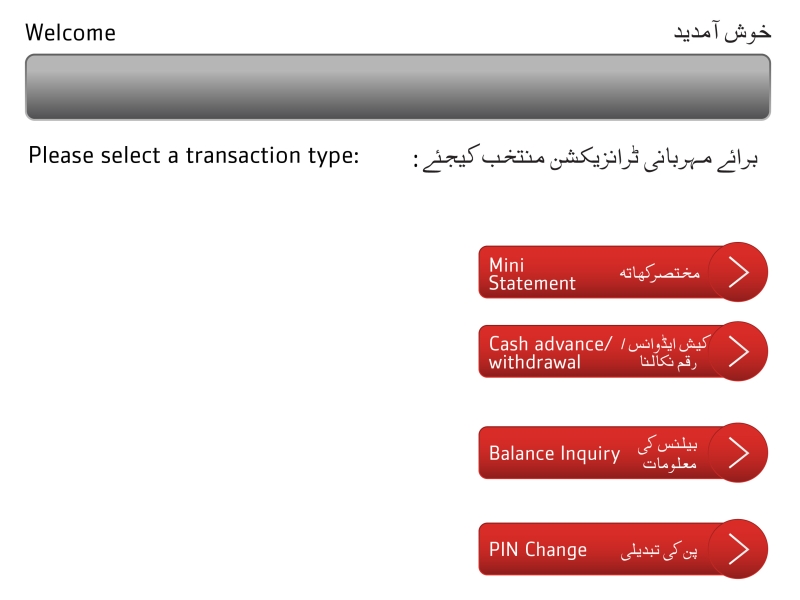 Welcome
خوش آمدید
Please select a transaction type:
برائے مہربانی ٹرانزیکشن منتخب کیجئے :
Mini
Statement
مختصرکھاتہ
Cash advance/
withdrawal
کیش ایڈوانس /
رقم نکالنا
Balance Inquiry
بیلنس کی
معلومات
PIN Change
پن کی تبدیلی